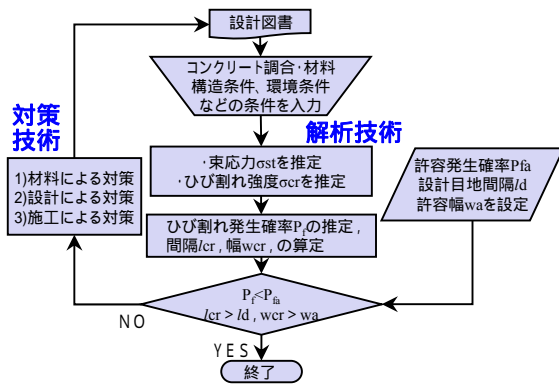 設計図書
コンクリート調合・材料
構造条件、環境条件
などの条件を入力
対策
技術
解析技術
・束応力σstを推定
・ひび割れ強度σcrを推定
許容発生確率Pfa
設計目地間隔ld
許容幅waを設定
1)材料による対策
2)設計による対策
3)施工による対策
ひび割れ発生確率Pfの推定,
間隔lcr,幅wcr,の算定
Pf<Pfa
lcr>ld,wcr>wa
NO
YES
終了